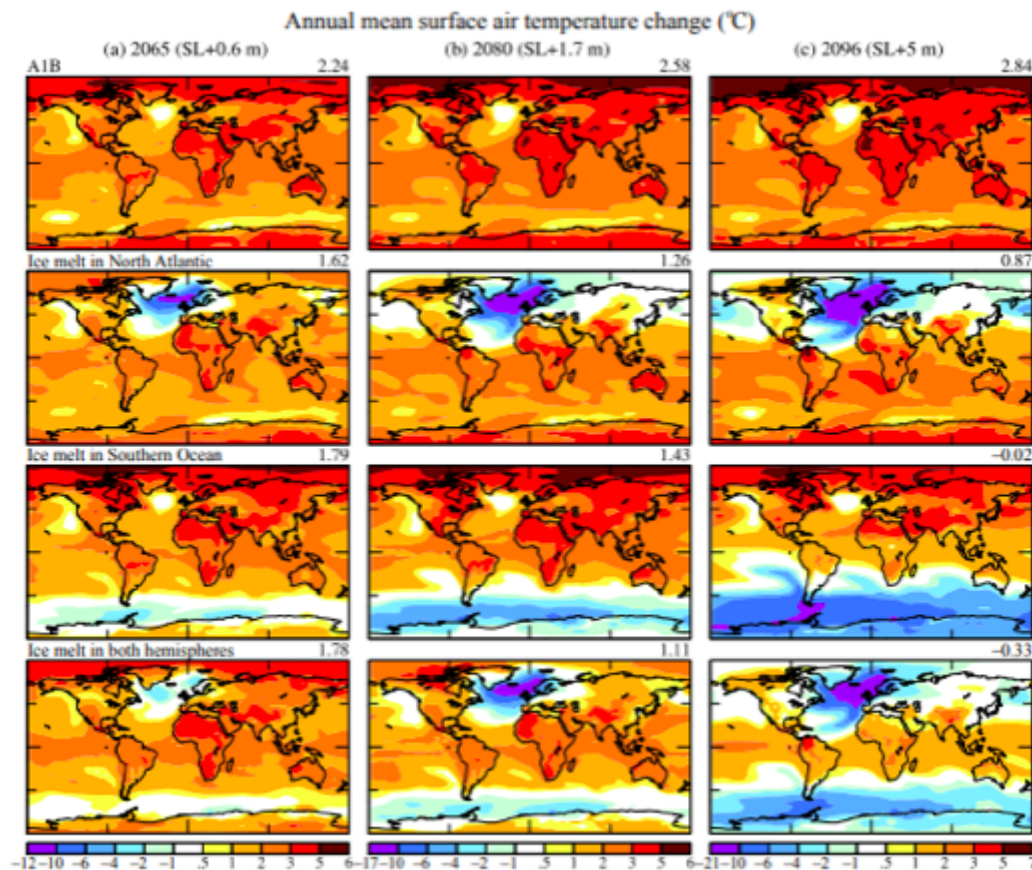 Annual mean surface air temperature change (℃)
(a) 2065 (SL+0.6 m) (b) 2080 (SL+1.7 m) (c) 2096 (SL+5 m)
A1B 2.24 2.58 2.84
Ice melt in North Atlantic 1.62 1.26 0.87
Ice melt in Southern Ocean 1.79 1.43 −0.02
Ice melt in both hemispheres 1.78 1.11 −0.33
−12−10 −6 −4 −2 −1 .5 1 2 3 5 6−17−10 −6 −4 −2 −1 .5 1 2 3 5 6−21−10 −6 −4 −2 −1 .5 1 2 3 5